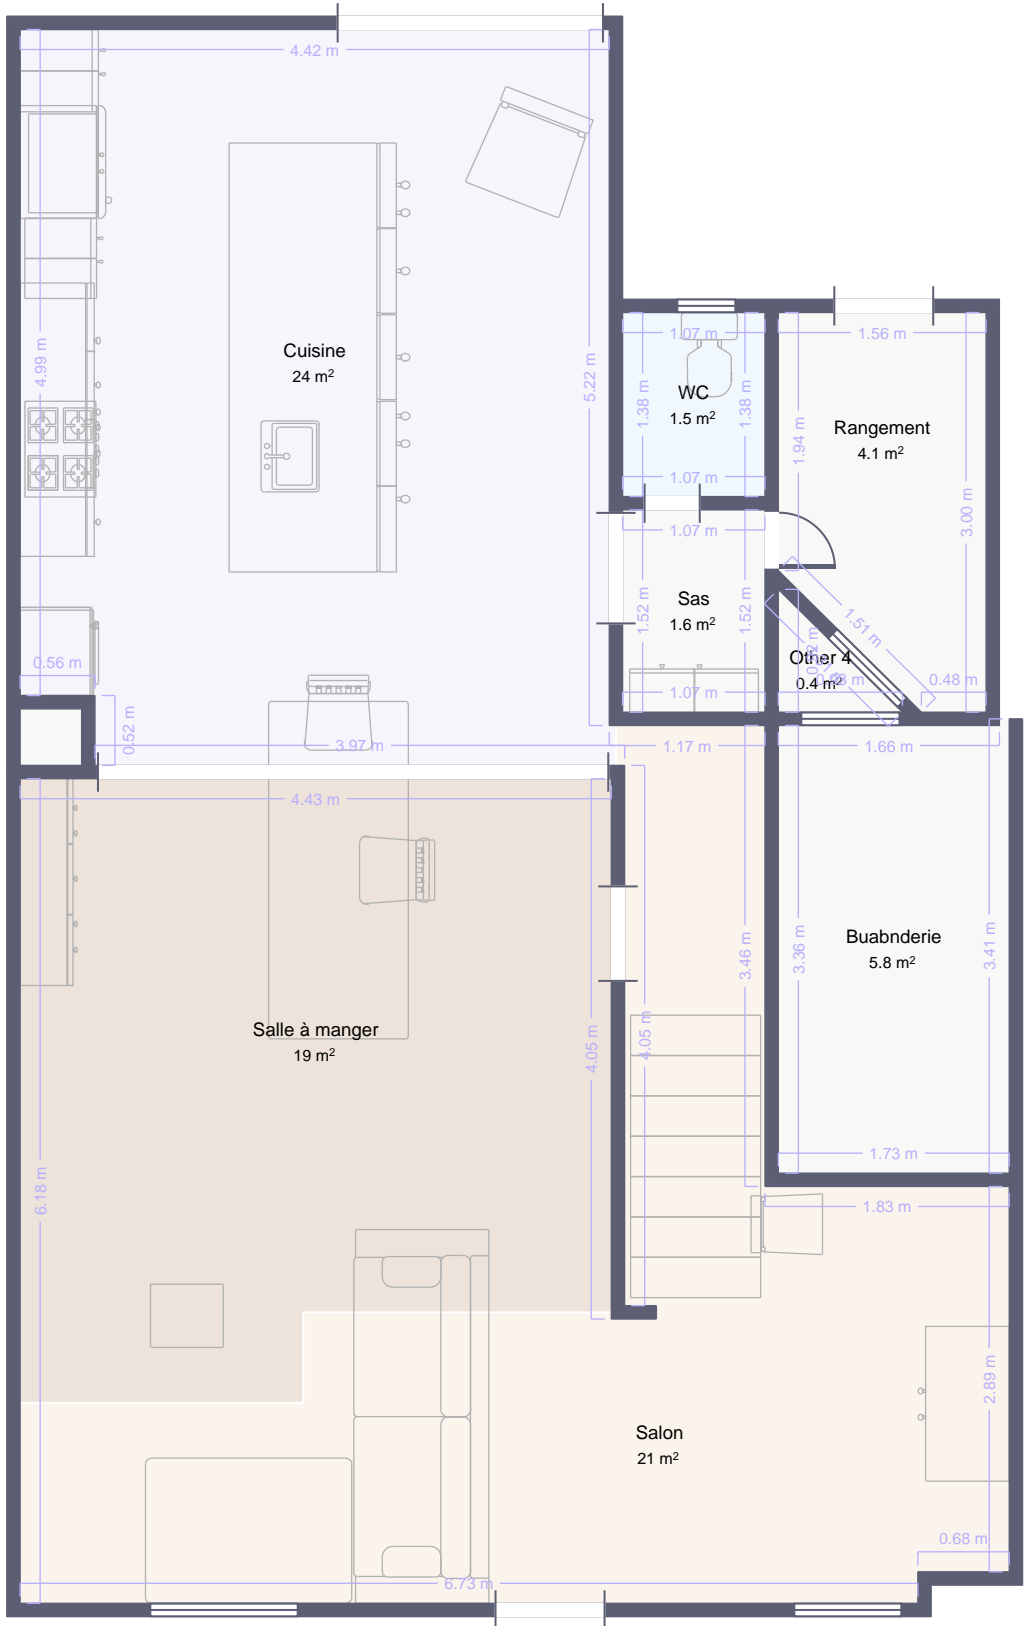 4.42 m
4.99 m
5.22 m
Cuisine
24 m²
1.07 m
1.56 m
1.38 m
1.38 m
WC
1.5 m²
1.94 m
Rangement
4.1 m²
1.07 m
3.00 m
1.07 m
Sas
1.6 m²
1.52 m
1.52 m
1.51 m
Other 4
0.4 m²
0.56 m
1.07 m
0.48 m
0.52 m
3.97 m
1.17 m
1.66 m
4.43 m
3.46 m
3.36 m
3.41 m
Buabnderie
5.8 m²
Salle à manger
19 m²
4.05 m
4.05 m
1.73 m
6.18 m
1.83 m
2.89 m
Salon
21 m²
0.68 m
6.73 m